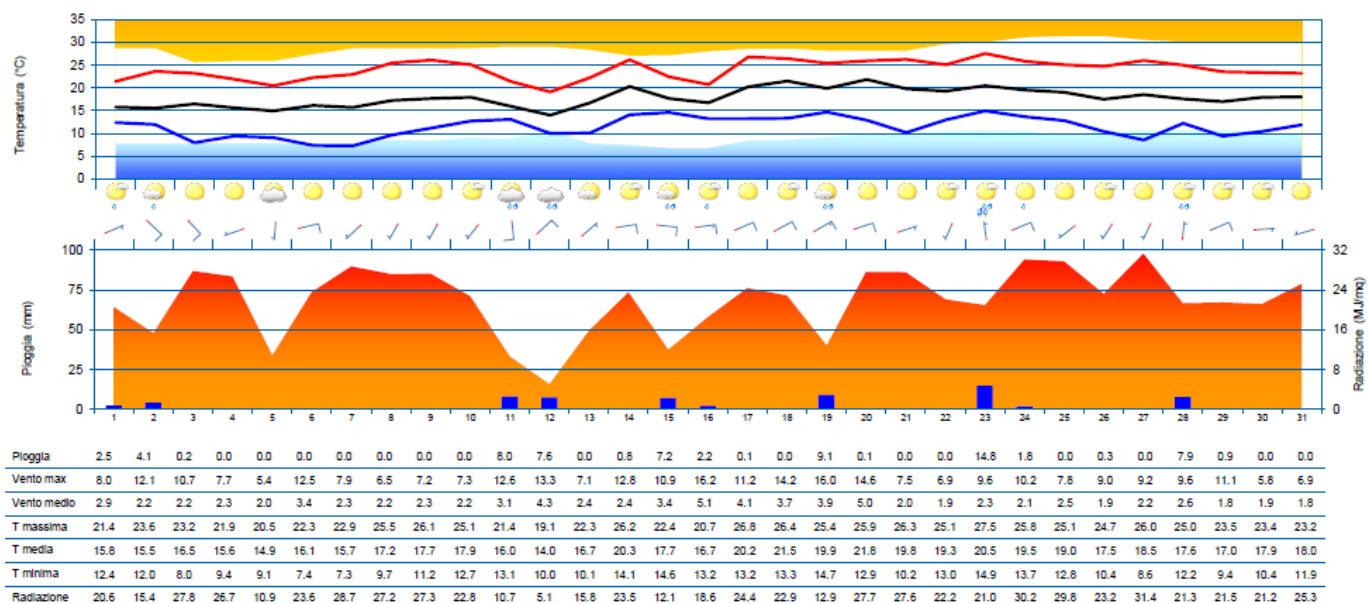 35
30
25
20
15
10
5
0
Temperatura (°C)
100
75
50
25
0
Pioggia (mm)
32
24
16
8
0
Radiazione (MJ/mq)
1 2 3 4 5 6 7 8 9 10 11 12 13 14 15 16 17 18 19 20 21 22 23 24 25 26 27 28 29 30 31
Pioggia 2.5 4.1 0.2 0.0 0.0 0.0 0.0 0.0 0.0 0.0 8.0 7.6 0.0 0.8 7.2 2.2 0.1 0.0 9.1 0.1 0.0 0.0 14.8 1.8 0.0 0.3 0.0 7.9 0.9 0.0 0.0
Vento max 8.0 12.1 10.7 7.7 5.4 12.5 7.9 6.5 7.2 7.3 12.6 13.3 7.1 12.8 10.9 16.2 11.2 14.2 16.0 14.6 7.5 6.9 9.6 10.2 7.8 9.0 9.2 9.6 11.1 5.8 6.9
Vento medio 2.9 2.2 2.2 2.3 2.0 3.4 2.3 2.2 2.3 2.2 3.1 4.3 2.4 2.4 3.4 5.1 4.1 3.7 3.9 5.0 2.0 1.9 2.3 2.1 2.5 1.9 2.2 2.6 1.8 1.9 1.8
T massima 21.4 23.6 23.2 21.9 20.5 22.3 22.9 25.5 26.1 25.1 21.4 19.1 22.3 26.2 22.4 20.7 26.8 26.4 25.4 25.9 26.3 25.1 27.5 25.8 25.1 24.7 26.0 25.0 23.5 23.4 23.2
T media 15.8 15.5 16.5 15.6 14.9 16.1 15.7 17.2 17.7 17.9 16.0 14.0 16.7 20.3 17.7 16.7 20.2 21.5 19.9 21.8 19.8 19.3 20.5 19.5 19.0 17.5 18.5 17.6 17.0 17.9 18.0
T minima 12.4 12.0 8.0 9.4 9.1 7.4 7.3 9.7 11.2 12.7 13.1 10.0 10.1 14.1 14.6 13.2 13.2 13.3 14.7 12.9 10.2 13.0 14.9 13.7 12.8 10.4 8.6 12.2 9.4 10.4 11.9
Radiazione 20.6 15.4 27.8 26.7 10.9 23.6 28.7 27.2 27.3 22.8 10.7 5.1 15.8 23.5 12.1 18.6 24.4 22.9 12.9 27.7 27.6 22.2 21.0 30.2 29.8 23.2 31.4 21.3 21.5 21.2 25.3